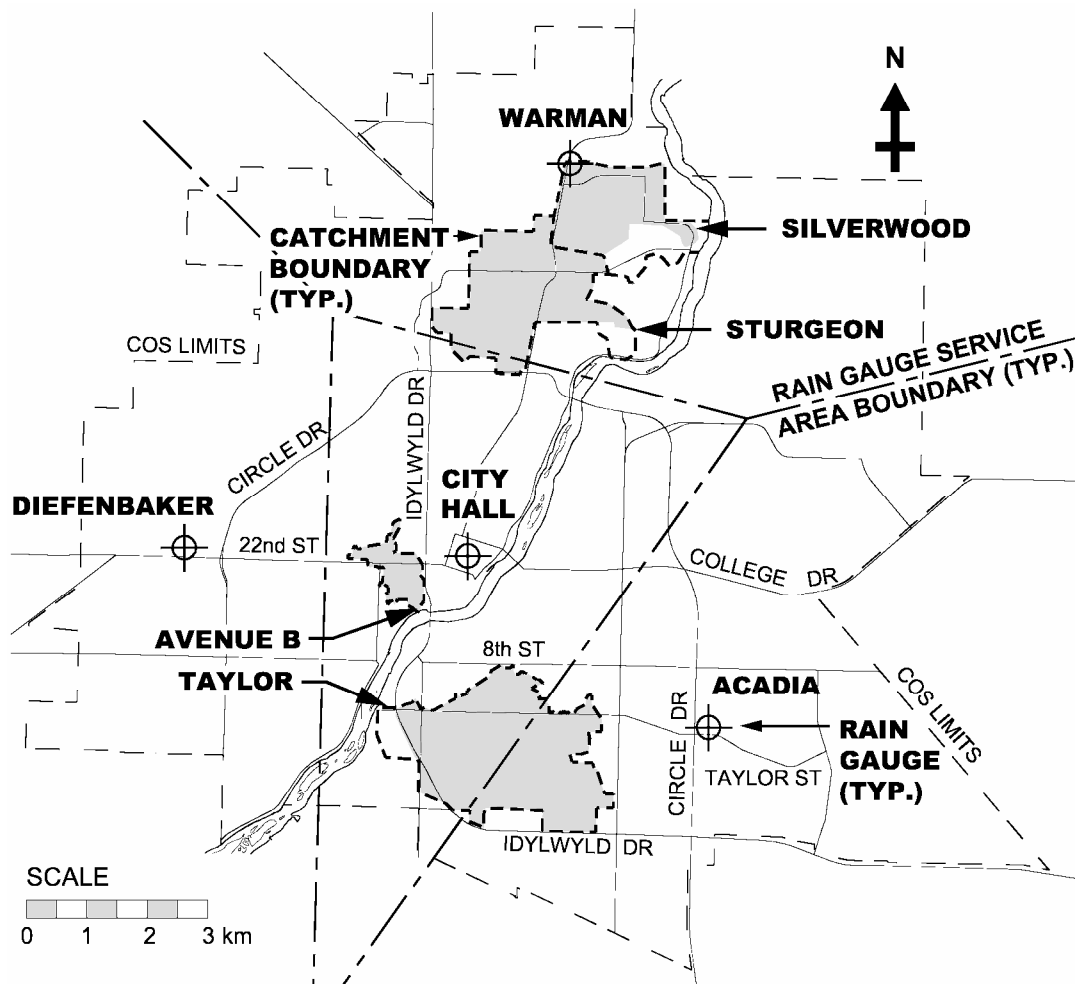 N
WARMAN
CATCHMENT
BOUNDARY
(TYP.)
SILVERWOOD
STURGEON
COS LIMITS
RAIN GAUGE SERVICE
AREA BOUNDARY (TYP.)
IDYLWYLD DR
CIRCLE DR
DIEFENBAKER
CITY
HALL
22nd ST
COLLEGE DR
AVENUE B
8th ST
TAYLOR
ACADIA
COS LIMITS
CIRCLE DR
RAIN
GAUGE
(TYP.)
TAYLOR ST
IDYLWYLD DR
SCALE
0 1 2 3 km